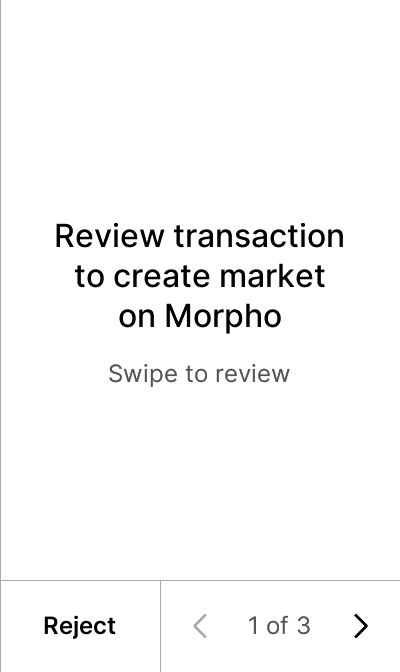 Review transaction
to create market
on Morpho
Swipe to review
Reject
1 of 3